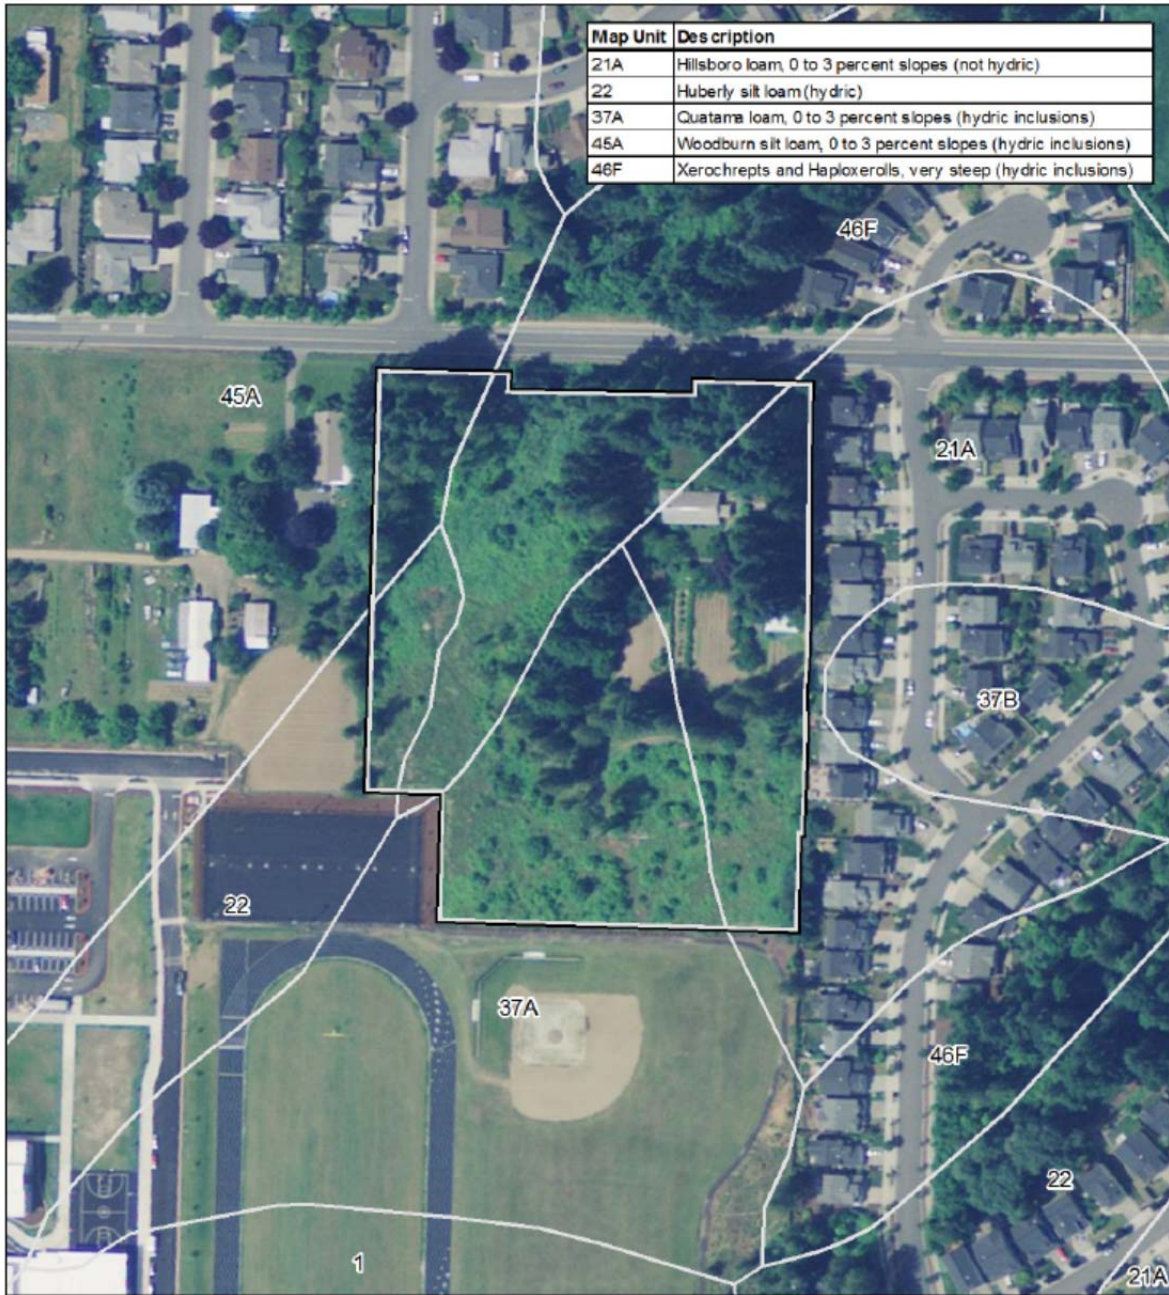 Map Unit Description
21A Hillsboro loam, 0 to 3 percent slopes (not hydric)
22 Huberly silt loam (hydric)
37A Quatama loam, 0 to 3 percent slopes (hydric inclusions)
45A Woodburn silt loam, 0 to 3 percent slopes (hydric inclusions)
46F Xerochrepts and Haploxerolls, very steep (hydric inclusions)
46F
45A
21A
37B
22
37A
46F
22
1
21A